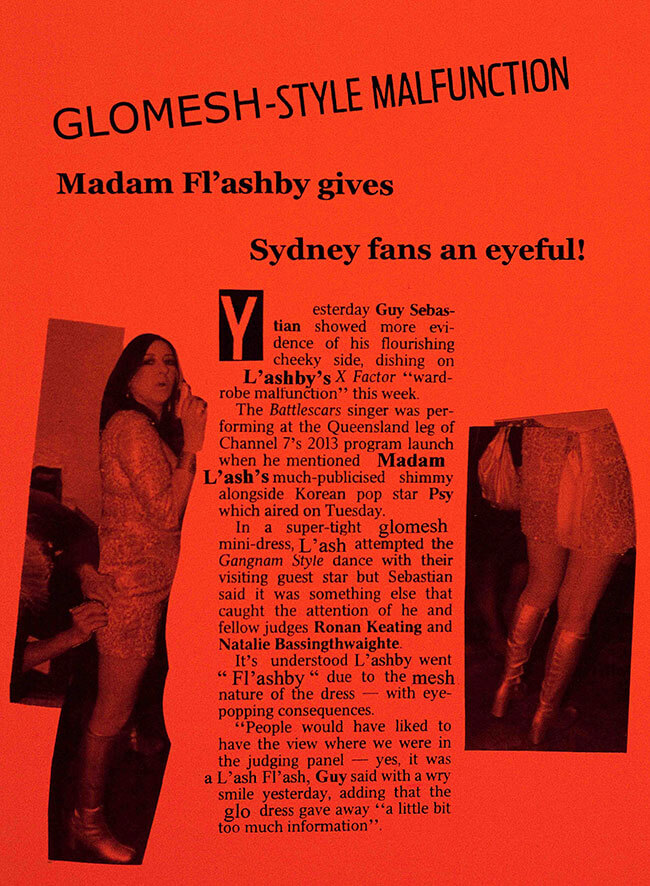 GLOMESH-STYLE MALFUNCTION
Madam Fl’ashby gives
Sydney fans an eyeful!
Yesterday Guy Sebas-
tian showed more evi-
dence of his flourishing
cheeky side, dishing on
L’ashby’s X Factor “ward-
robe malfunction” this week.
The Battlescars singer was per-
forming at the Queensland leg of
Channel 7’s 2013 program launch
when he mentioned Madam
L’ash’s much-publicised shimmy
alongside Korean pop star Psy
which aired on Tuesday.
In a super-tight glomesh
mini-dress, L’ash attempted the
Gangnam Style dance with their
visiting guest star but Sebastian
said it was something else that
caught the attention of he and
fellow judges Ronan Keating and
Natalie Bassingthwaighte.
It’s understood L’ashby went
“ Fl’ashby “ due to the mesh
nature of the dress — with eye-
popping consequences.
“People would have liked to
have the view where we were in
the judging panel — yes, it was
a L’ash Fl’ash, Guy said with a wry
smile yesterday, adding that the
glo dress gave away “a little bit
too much information”.